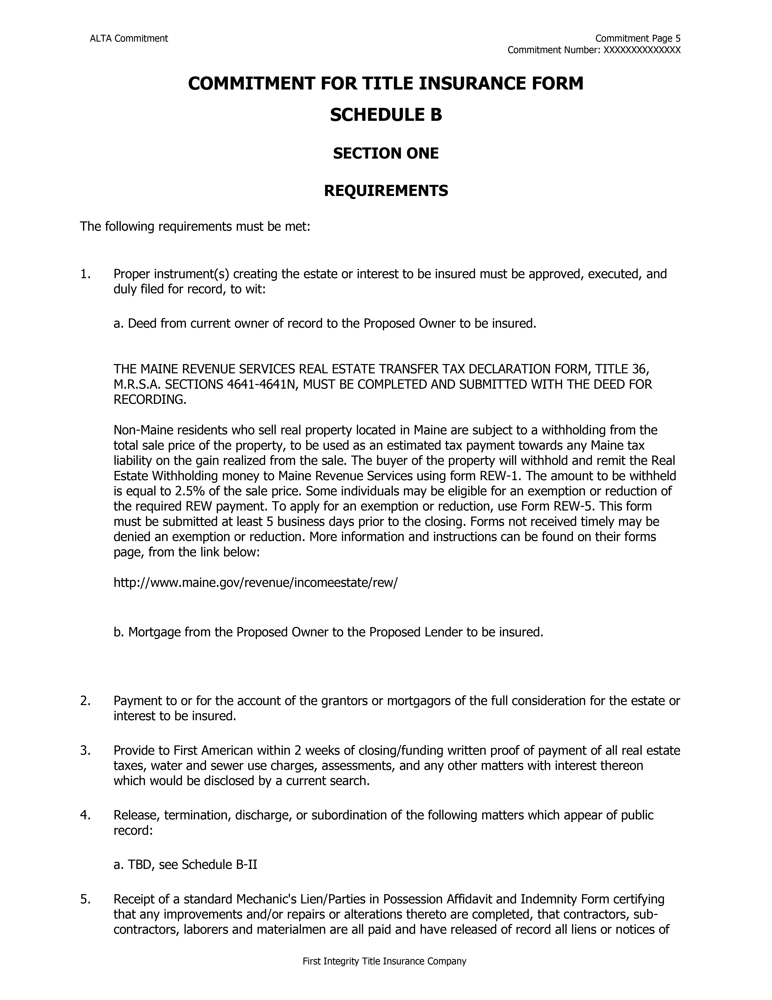 ALTA Commitment
Commitment Page 5
Commitment Number: XXXXXXXXXXXXXX
COMMITMENT FOR TITLE INSURANCE FORM
SCHEDULE B
SECTION ONE
REQUIREMENTS
The following requirements must be met:
1. Proper instrument(s) creating the estate or interest to be insured must be approved, executed, and
duly filed for record, to wit:
a. Deed from current owner of record to the Proposed Owner to be insured.
THE MAINE REVENUE SERVICES REAL ESTATE TRANSFER TAX DECLARATION FORM, TITLE 36,
M.R.S.A. SECTIONS 4641-4641N, MUST BE COMPLETED AND SUBMITTED WITH THE DEED FOR
RECORDING.
Non-Maine residents who sell real property located in Maine are subject to a withholding from the
total sale price of the property, to be used as an estimated tax payment towards any Maine tax
liability on the gain realized from the sale. The buyer of the property will withhold and remit the Real
Estate Withholding money to Maine Revenue Services using form REW-1. The amount to be withheld
is equal to 2.5% of the sale price. Some individuals may be eligible for an exemption or reduction of
the required REW payment. To apply for an exemption or reduction, use Form REW-5. This form
must be submitted at least 5 business days prior to the closing. Forms not received timely may be
denied an exemption or reduction. More information and instructions can be found on their forms
page, from the link below:
http://www.maine.gov/revenue/incomeestate/rew/
b. Mortgage from the Proposed Owner to the Proposed Lender to be insured.
2. Payment to or for the account of the grantors or mortgagors of the full consideration for the estate or
interest to be insured.
3. Provide to First American within 2 weeks of closing/funding written proof of payment of all real estate
taxes, water and sewer use charges, assessments, and any other matters with interest thereon
which would be disclosed by a current search.
4. Release, termination, discharge, or subordination of the following matters which appear of public
record:
a. TBD, see Schedule B-II
5. Receipt of a standard Mechanic's Lien/Parties in Possession Affidavit and Indemnity Form certifying
that any improvements and/or repairs or alterations thereto are completed, that contractors, sub-
contractors, laborers and materialmen are all paid and have released of record all liens or notices of
First Integrity Title Insurance Company